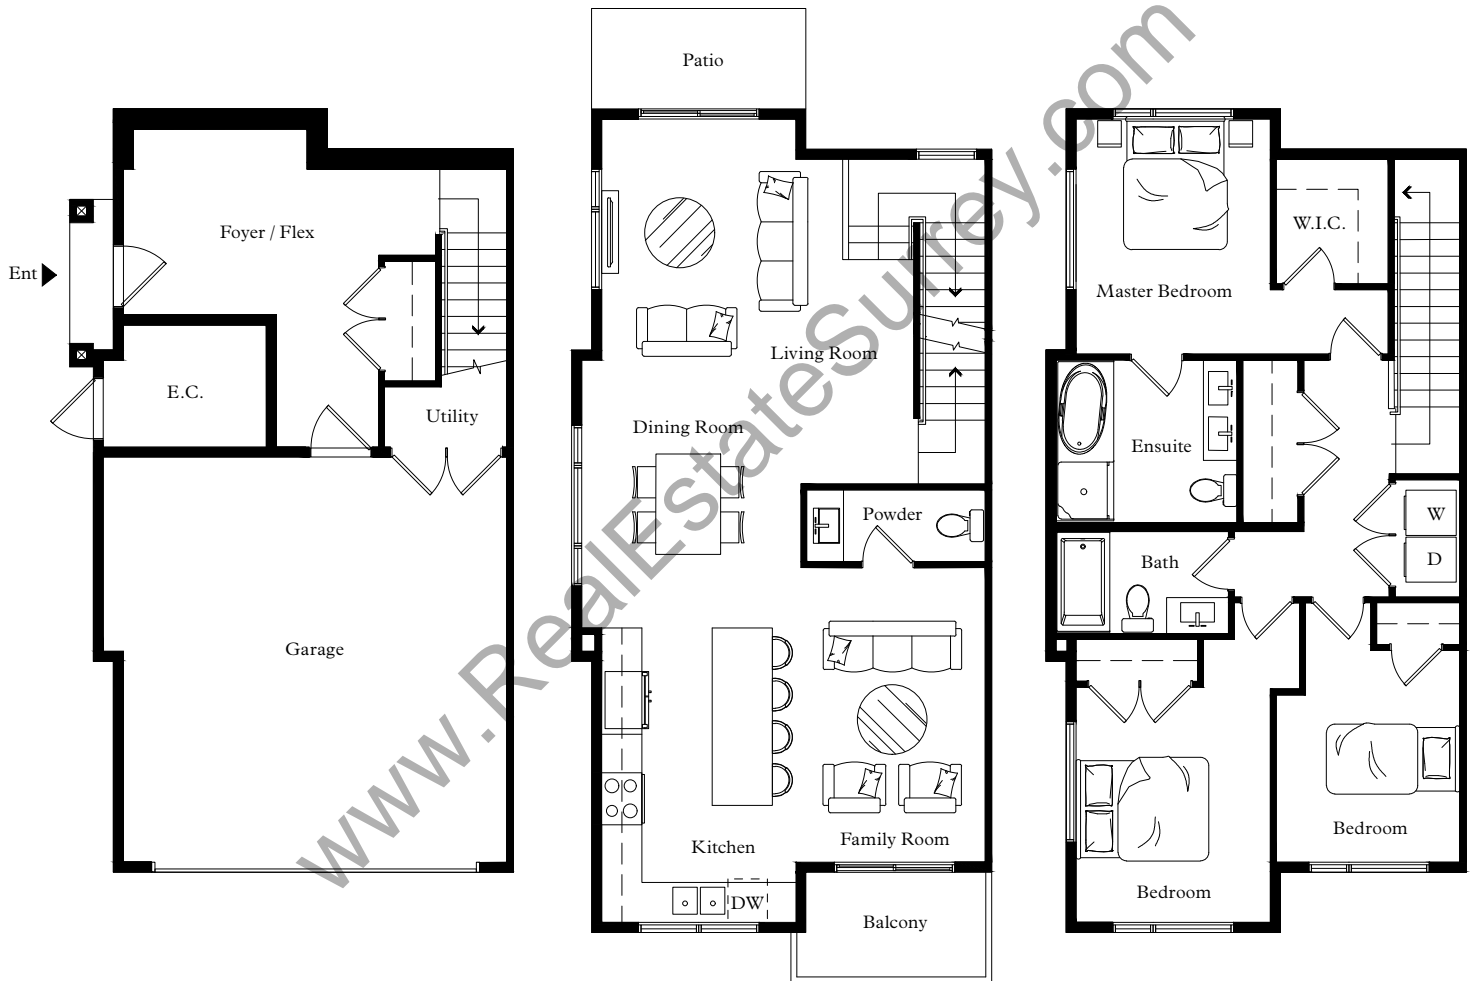 Foyer / Flex
Ent
E.C.
Utility
Garage
Patio
Living Room
Dining Room
Powder
Kitchen
Family Room
DW
Balcony
W.I.C.
Master Bedroom
Ensuite
W
D
Bath
Bedroom
Bedroom
www.RealEstateSurrey.com